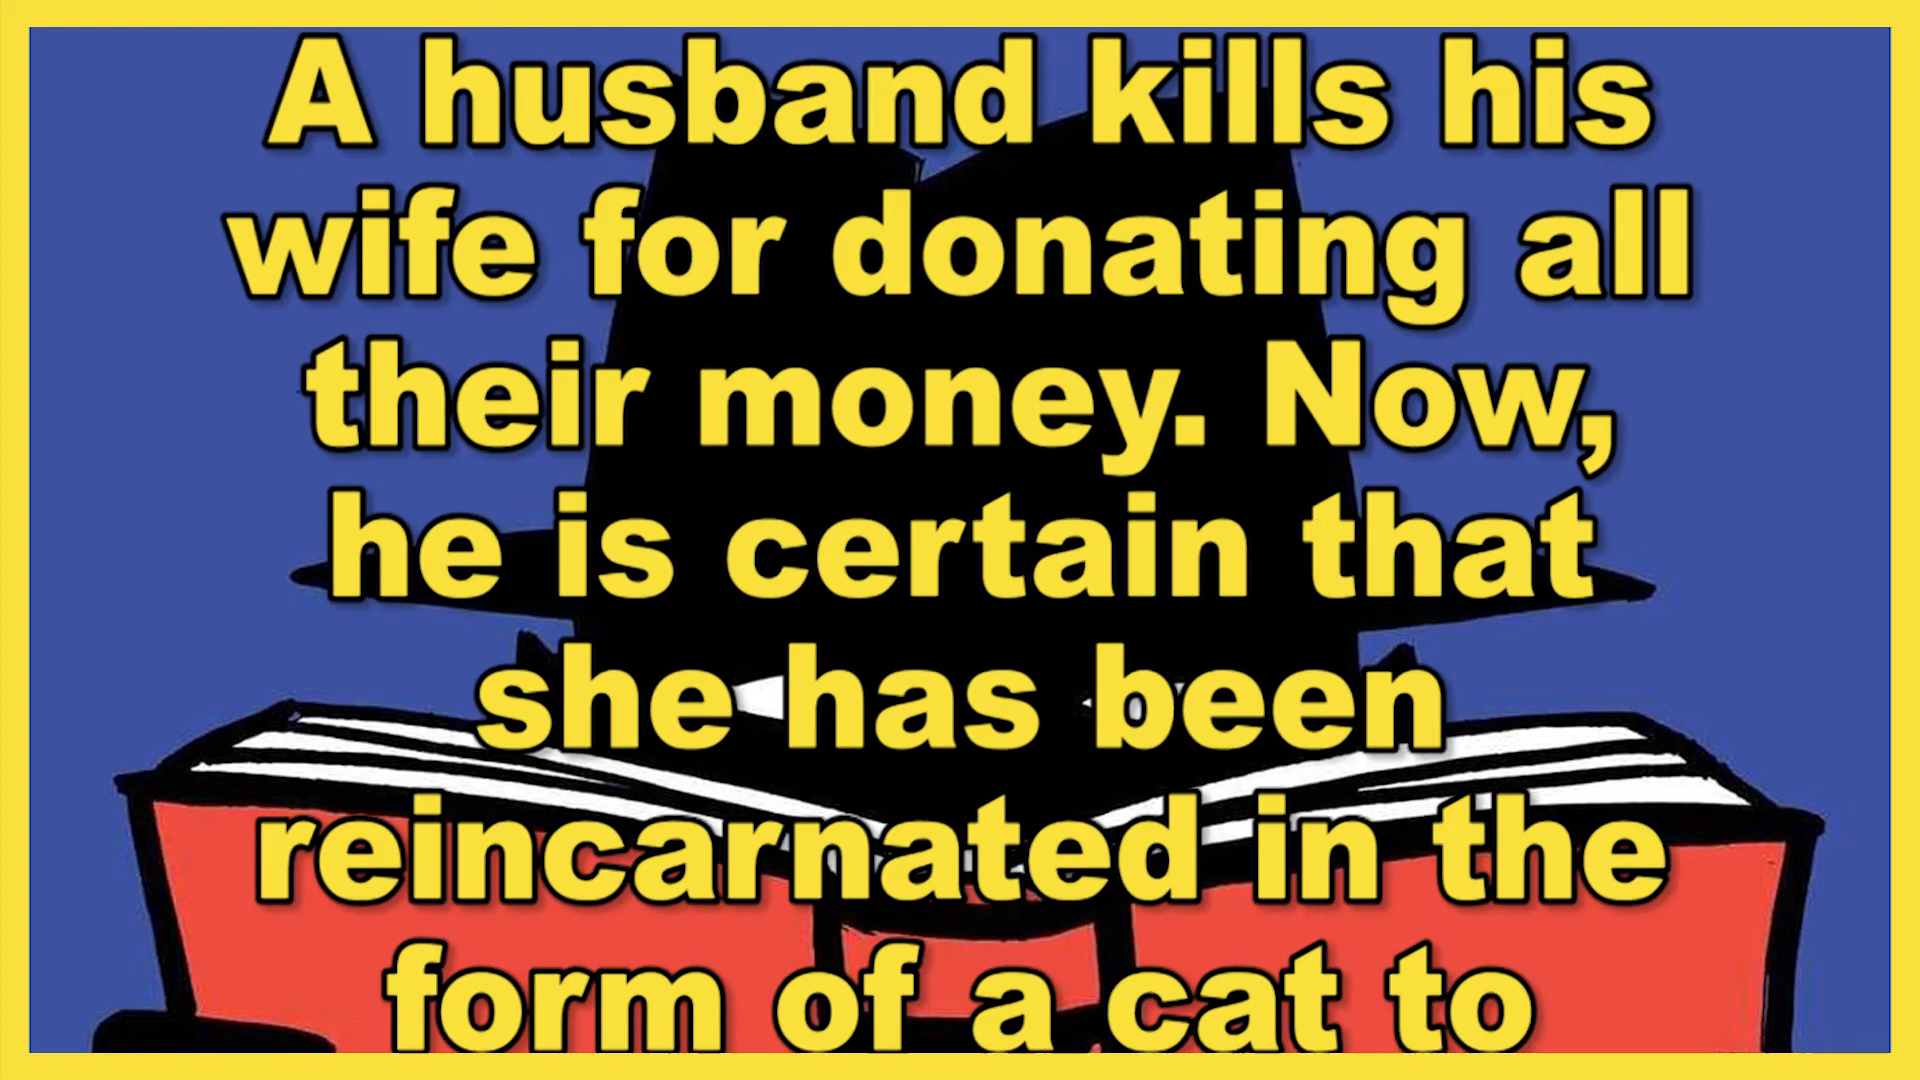 A husband kills his
wife for donating all
their money. Now,
he is certain that
she has been
reincarnated in the
form of a cat to